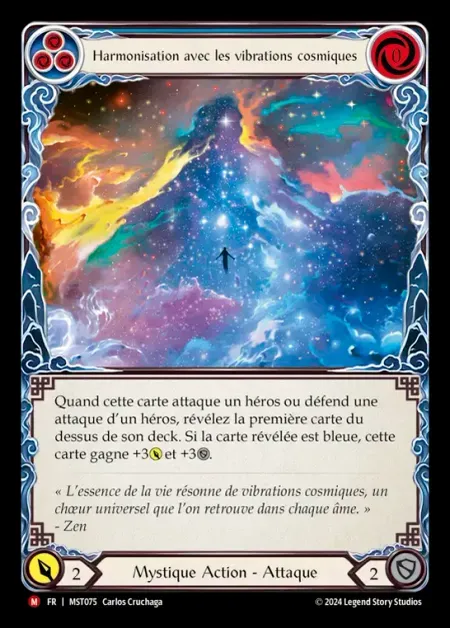 Harmonisation avec les vibrations cosmiques
0
Quand cette carte attaque un héros ou défend une
attaque d'un héros, révélez la première carte du
dessus de son deck. Si la carte révélée est bleue, cette
carte gagne +3 et +3.
« L'essence de la vie résonne de vibrations cosmiques, un
chœur universel que l'on retrouve dans chaque âme. »
- Zen
2
Mystique Action - Attaque
2
M FR | MST075 Carlos Cruchaga
© 2024 Legend Story Studios